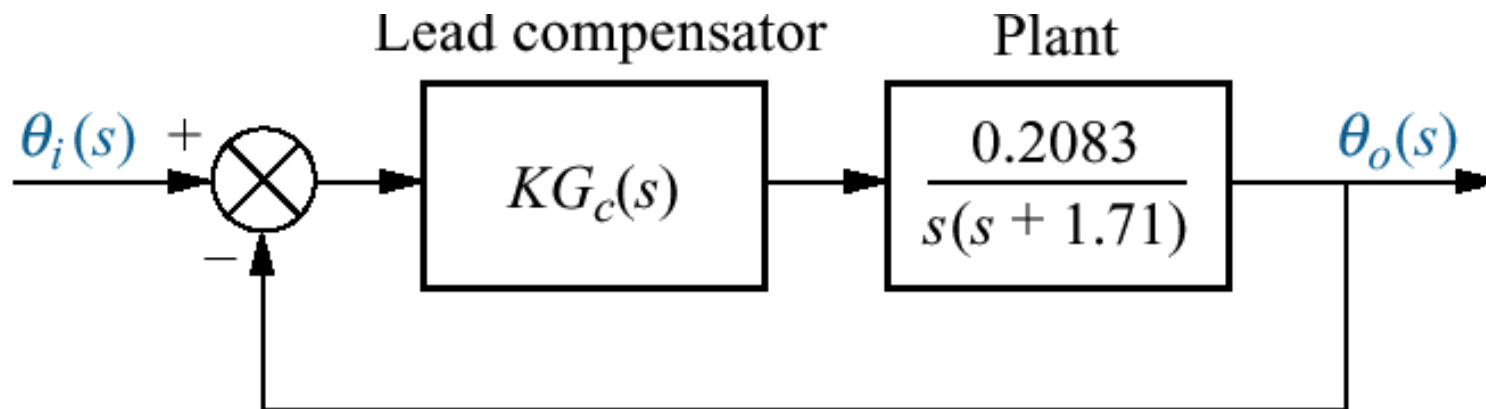 Lead compensator
Plant
θi(s)
+
−
KGc(s)
0.2083
s(s + 1.71)
θo(s)